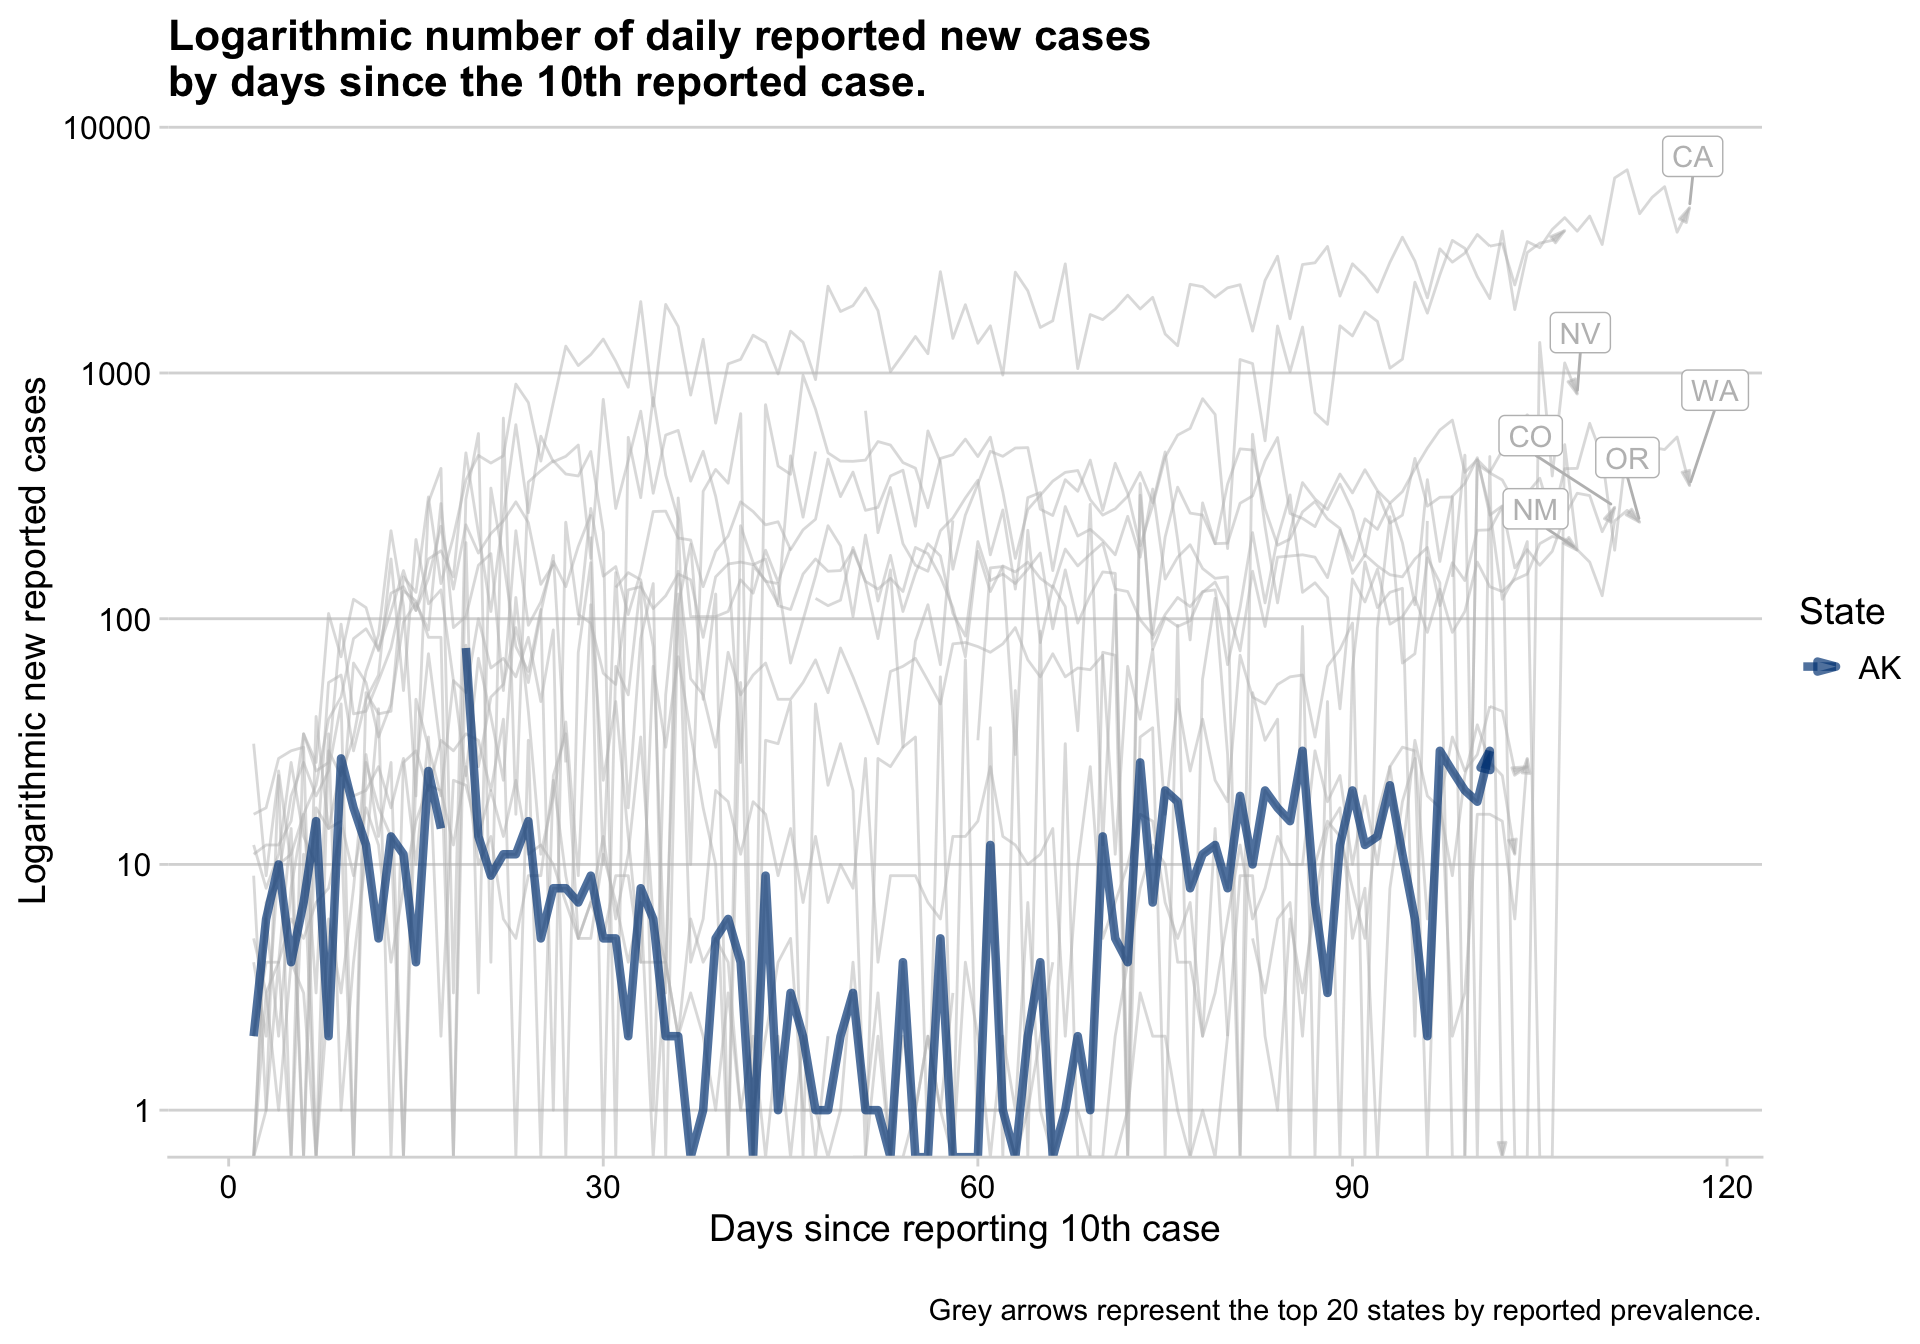 Logarithmic number of daily reported new cases
by days since the 10th reported case.
Logarithmic new reported cases
10000
1000
100
10
1
CA
NV
WA
CO
OR
NM
State
AK
0
30
60
90
120
Days since reporting 10th case
Grey arrows represent the top 20 states by reported prevalence.